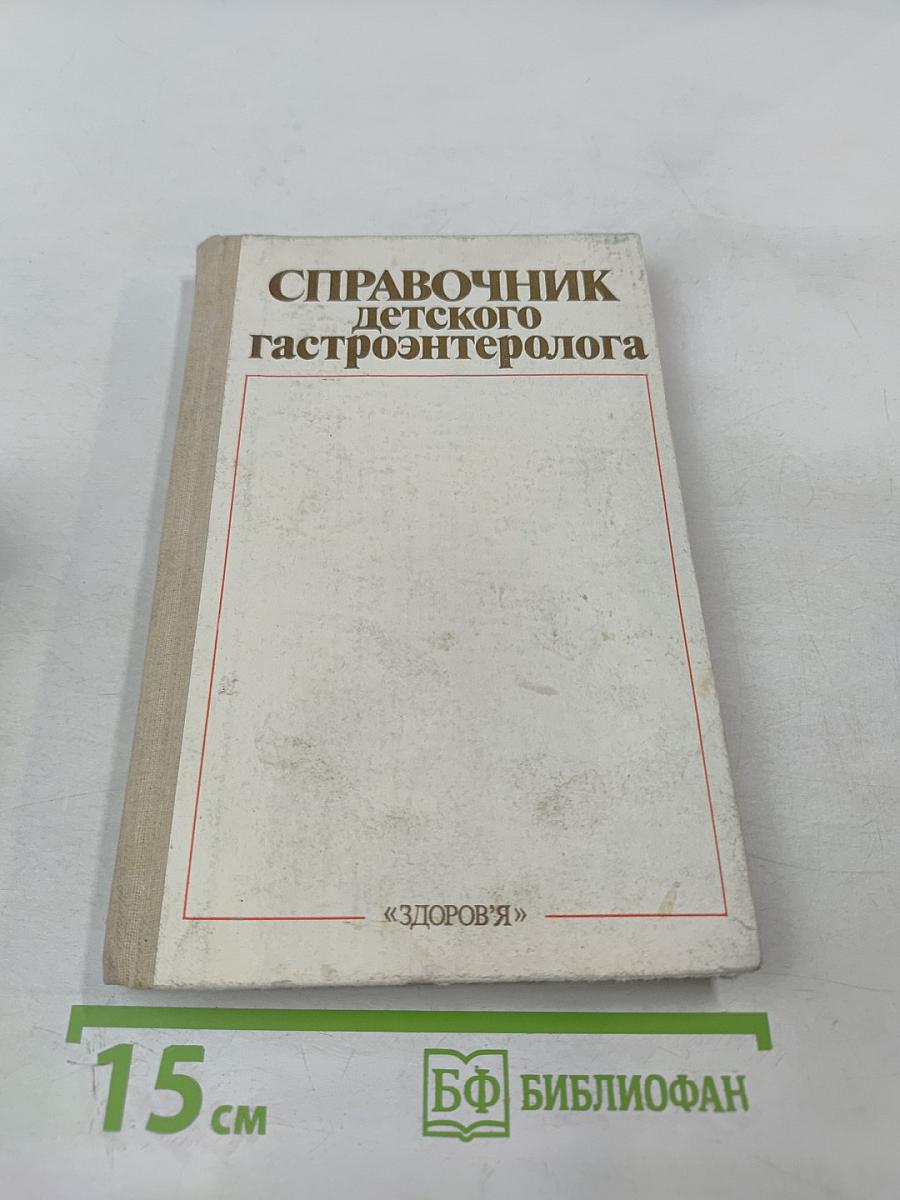 СПРАВОЧНИК
детского
гастроэнтеролога
«ЗДОРОВ'Я»
15 см
БФ БИБЛИОФАН